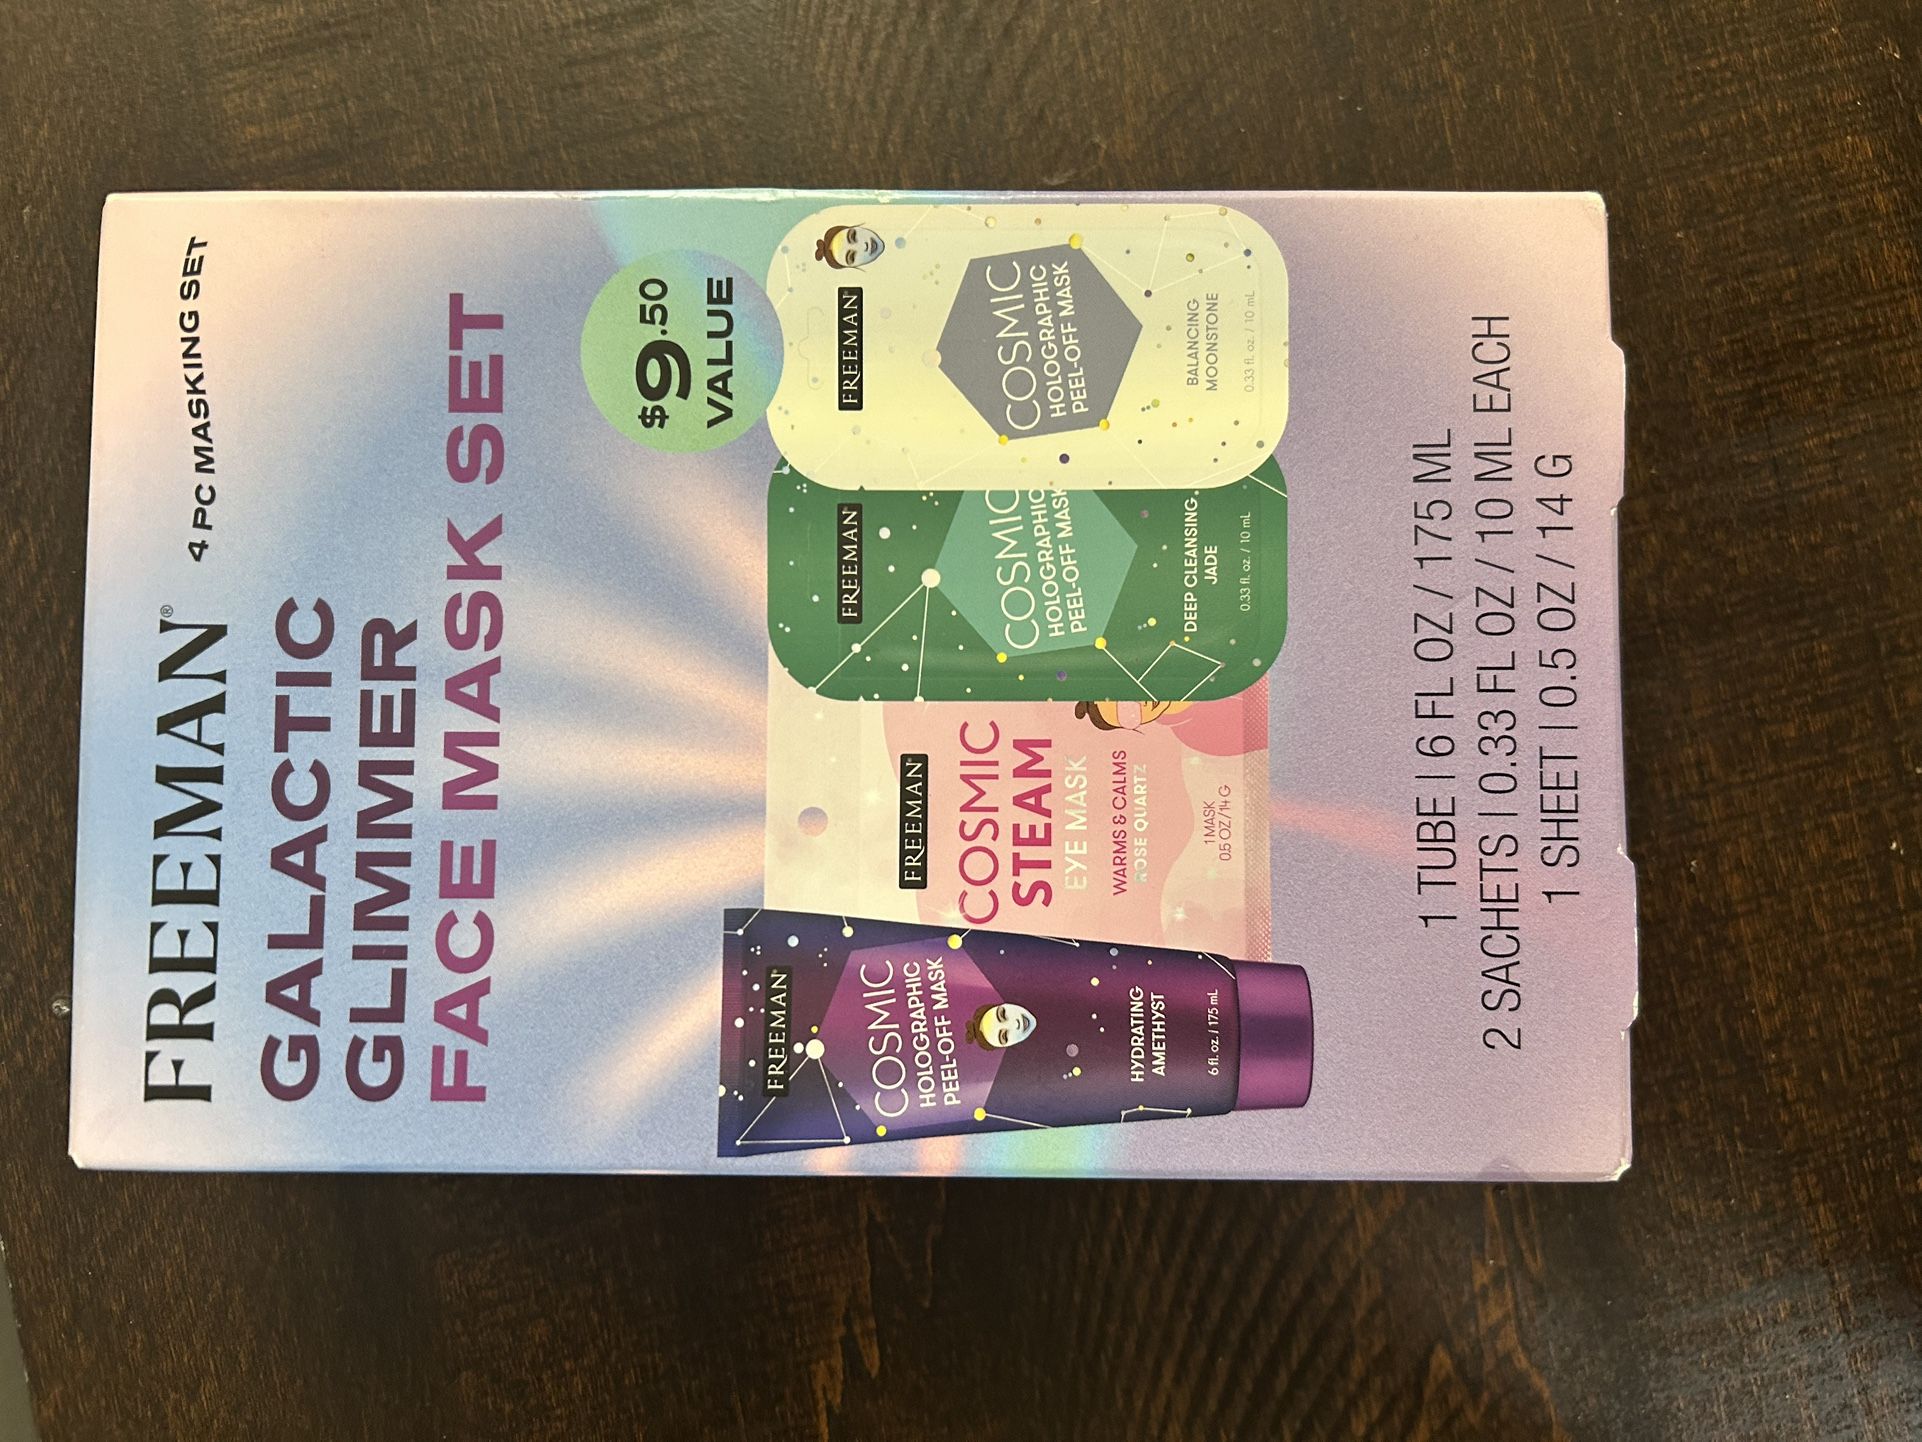 FREEMAN®
4 PC MASKING SET
GALACTIC
GLIMMER
FACE MASK SET
$9.50
VALUE
FREEMAN
COSMIC
HOLOGRAPHIC
PEEL-OFF MASK
HYDRATING
AMETHYST
6 fl. oz. / 175 mL
FREEMAN
COSMIC
STEAM
EYE MASK
WARMS & CALMS
ROSE QUARTZ
1 MASK
0.5 OZ/14 G
FREEMAN
COSMIC
HOLOGRAPHIC
PEEL-OFF MASK
DEEP CLEANSING
JADE
0.33 fl. oz. / 10 mL
FREEMAN
COSMIC
HOLOGRAPHIC
PEEL-OFF MASK
BALANCING
MOONSTONE
0.33 fl. oz. / 10 mL
1 TUBE | 6 FL OZ / 175 ML
2 SACHETS | 0.33 FL OZ / 10 ML EACH
1 SHEET | 0.5 OZ / 14 G